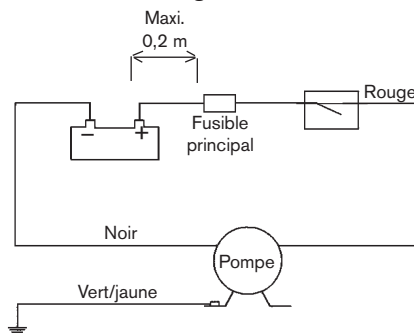 Maxi.
0,2 m
− +
Rouge
Fusible
principal
Noir
Pompe
Vert/jaune